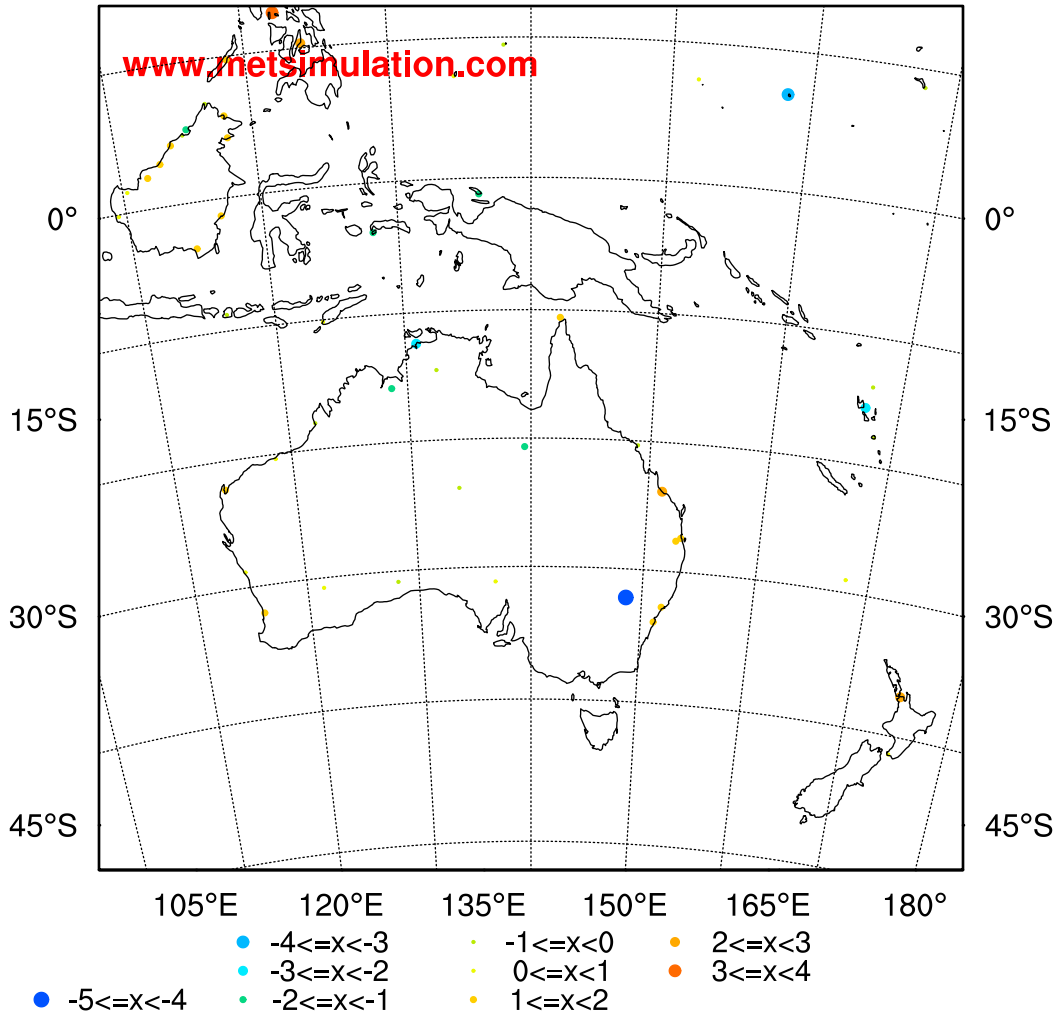 www.metsimulation.com
0° 0°
15°S 15°S
30°S 30°S
45°S 45°S
105°E 120°E 135°E 150°E 165°E 180°
-4<=x<-3 -1<=x<0 2<=x<3
-3<=x<-2 0<=x<1 3<=x<4
-5<=x<-4 -2<=x<-1 1<=x<2